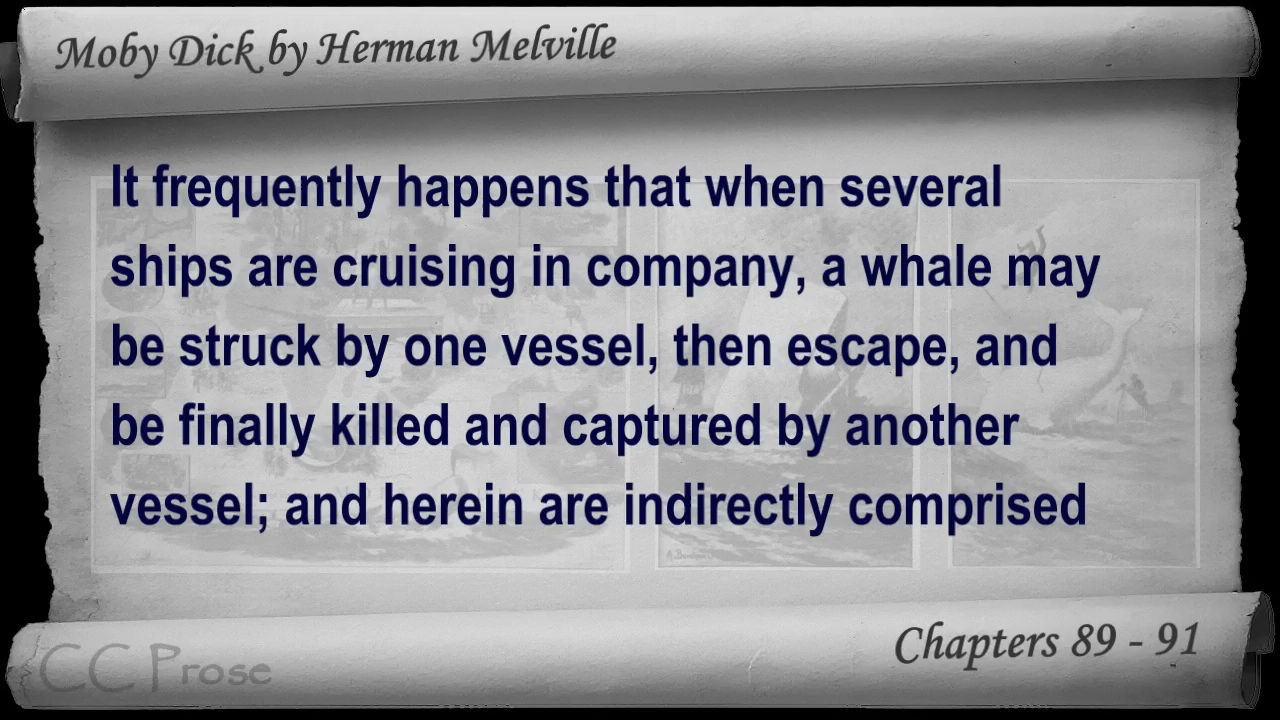 Moby Dick by Herman Melville
It frequently happens that when several
ships are cruising in company, a whale may
be struck by one vessel, then escape, and
be finally killed and captured by another
vessel; and herein are indirectly comprised
Chapters 89 - 91
CC Prose